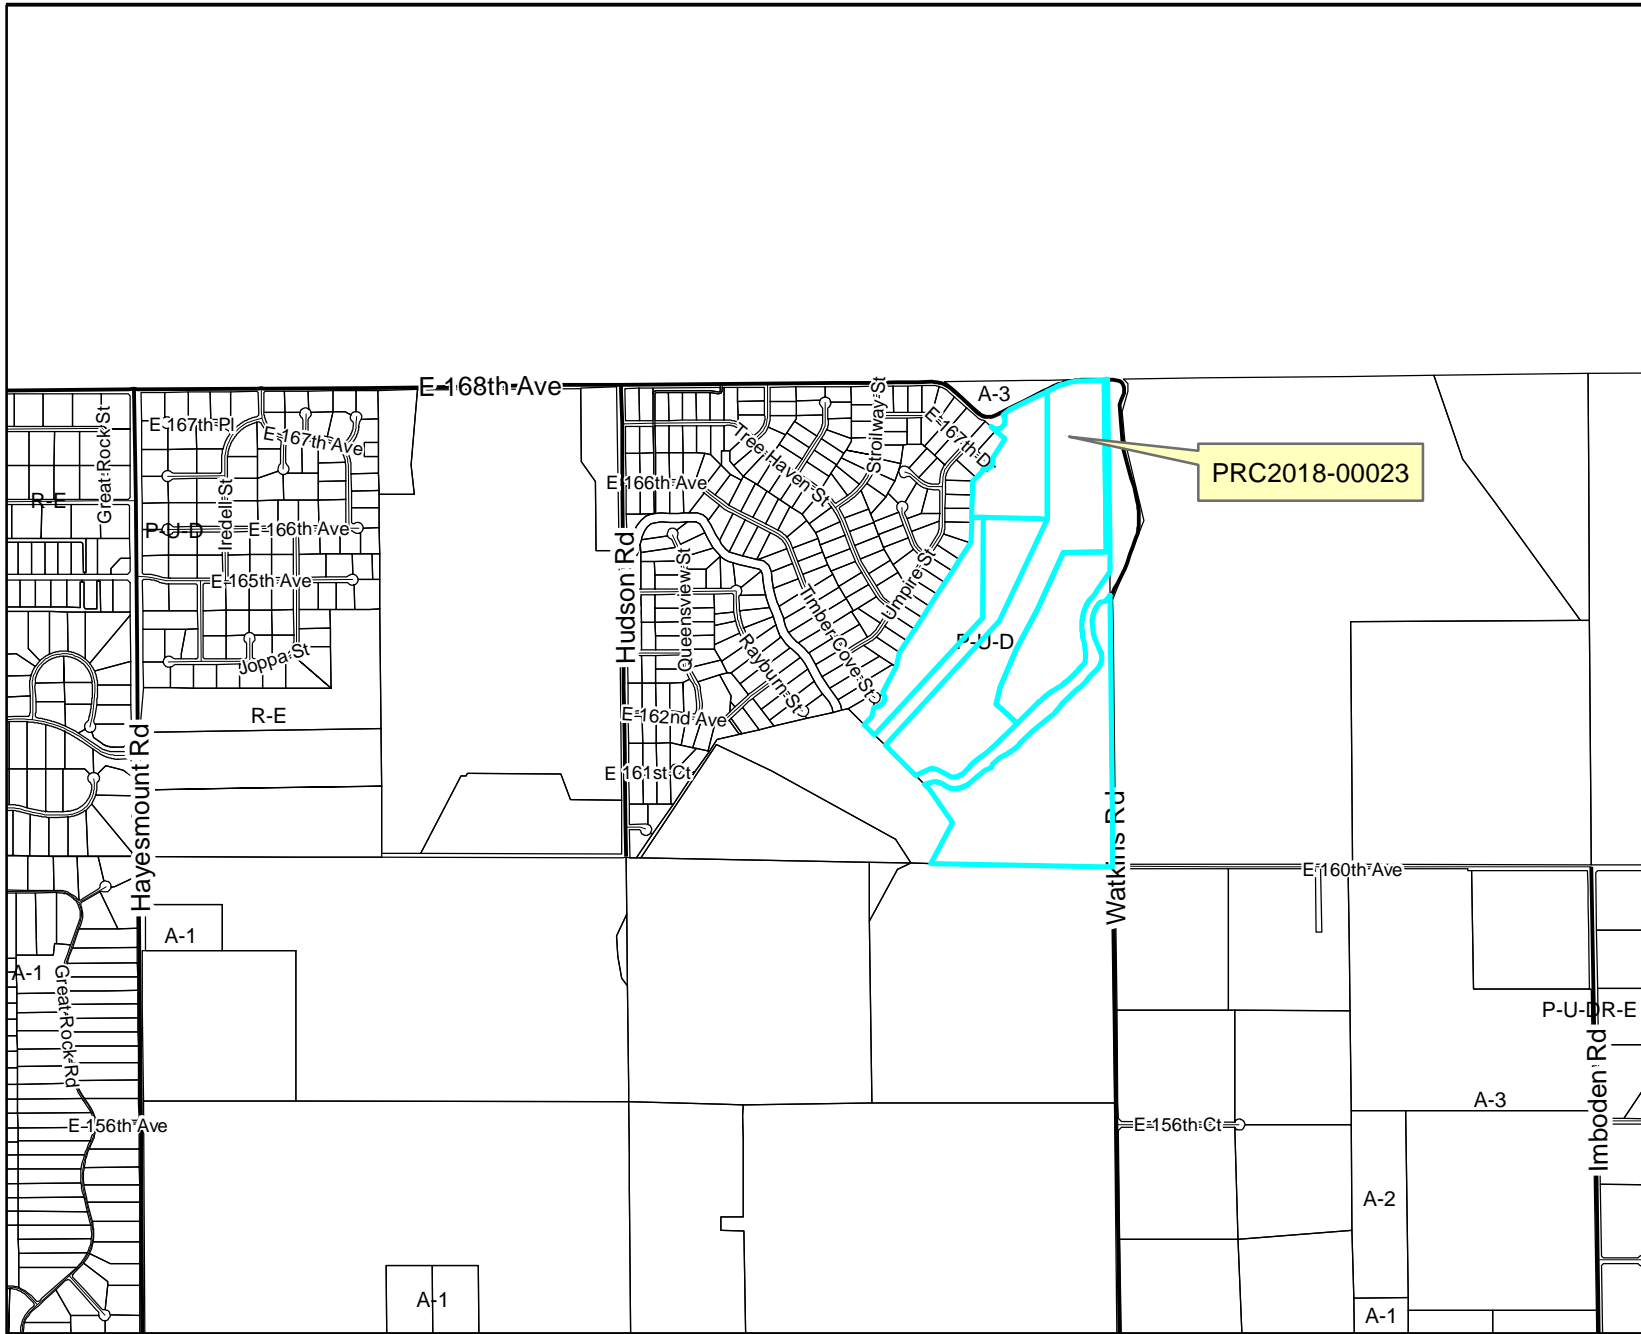 E 168th Ave
A-3
E 167th Pl
E 167th Ave
Great Rock St
R-E
Iredell St
P-U-D
E 166th Ave
E 165th Ave
Joppa St
R-E
Hayesmount Rd
Hudson Rd
E 166th Ave
Tree Haven St
Stroilway St
E 167th Dr
Queensview St
Rayburn St
Timber Cove St
Umpire St
E 162nd Ave
E 161st Ct
PRC2018-00023
P-U-D
Watkins Rd
E 160th Ave
A-1
A-1
Great Rock Rd
E 156th Ave
A-1
E 156th Ct
P-U-D
R-E
Imboden Rd
A-3
A-2
A-1